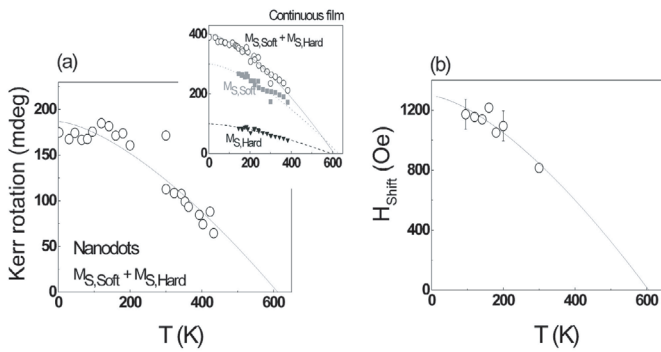 Continuous film
(a)
400
300
200
100
0
M_S,Soft + M_S,Hard
M_S,Soft
M_S,Hard
0 200 400 600
Kerr rotation (mdeg)
200
150
100
50
0
Nanodots
M_S,Soft + M_S,Hard
0 200 400 600
T (K)
(b)
H_Shift (Oe)
1200
800
400
0
0 200 400 600
T (K)